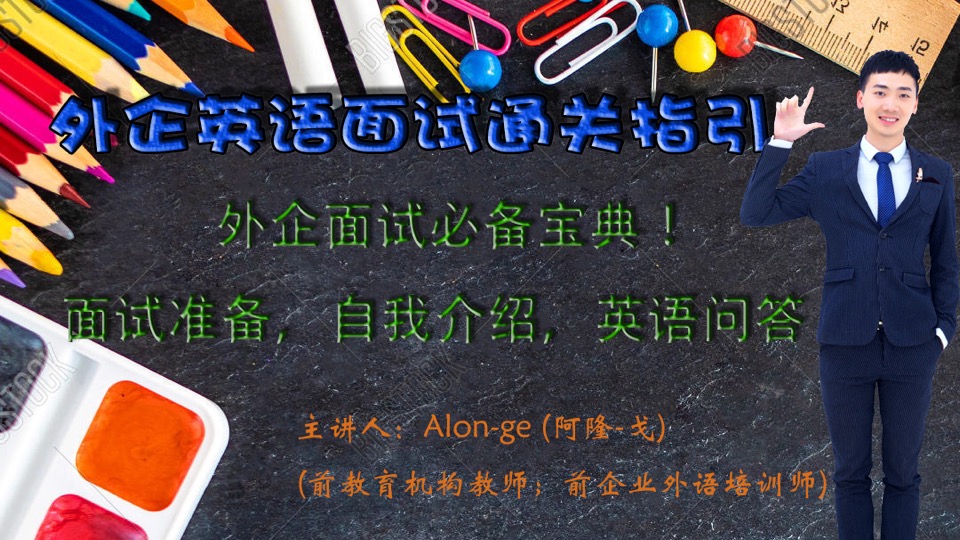 外企英语面试通关指引
外企面试必备宝典！
面试准备，自我介绍，英语问答
主讲人：Alon-ge (阿隆-戈)
(前教育机构教师；前企业外语培训师)
BIGSTOCK
BIGSTOCK